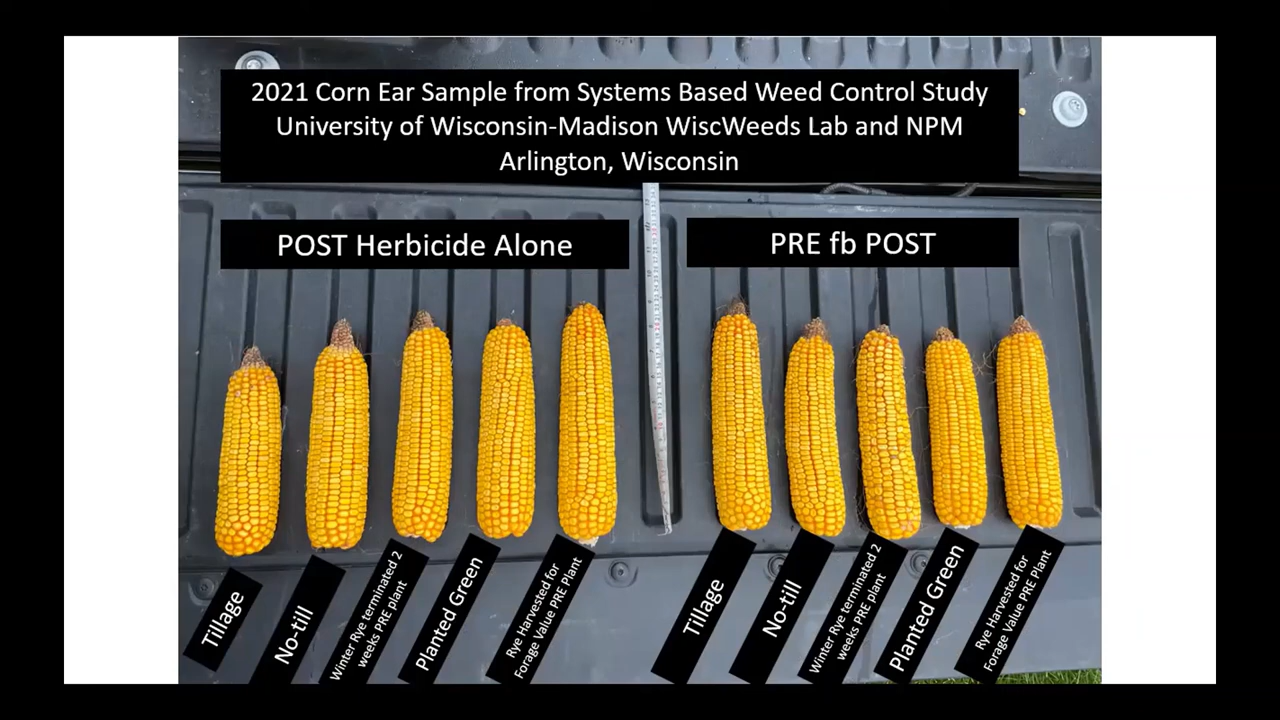 2021 Corn Ear Sample from Systems Based Weed Control Study
University of Wisconsin-Madison WiscWeeds Lab and NPM
Arlington, Wisconsin
POST Herbicide Alone
PRE fb POST
Tillage
No-till
Winter Rye terminated 2
weeks PRE plant
Planted Green
Rye Harvested for
Forage Value PRE Plant
Tillage
No-till
Winter Rye terminated 2
weeks PRE plant
Planted Green
Rye Harvested for
Forage Value PRE Plant